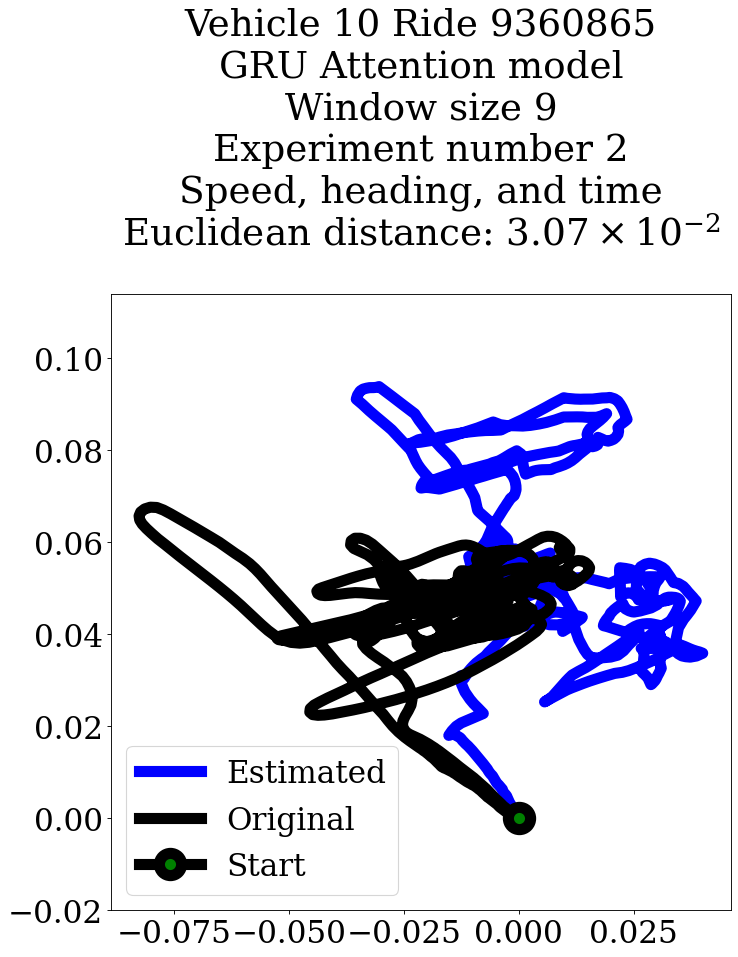 Vehicle 10 Ride 9360865
GRU Attention model
Window size 9
Experiment number 2
Speed, heading, and time
Euclidean distance: 3.07 × 10⁻²
0.10
0.08
0.06
0.04
0.02
0.00
−0.02
Estimated
Original
Start
−0.075 −0.050 −0.025 0.000 0.025